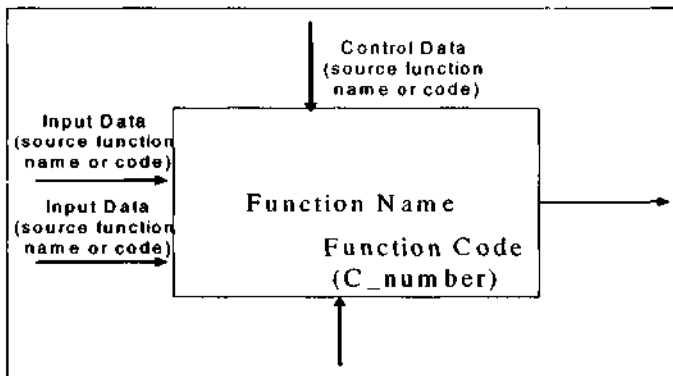 Control Data
(source function
name or code)
Input Data
(source function
name or code)
Input Data
(source function
name or code)
Function Name
Function Code
(C_number)